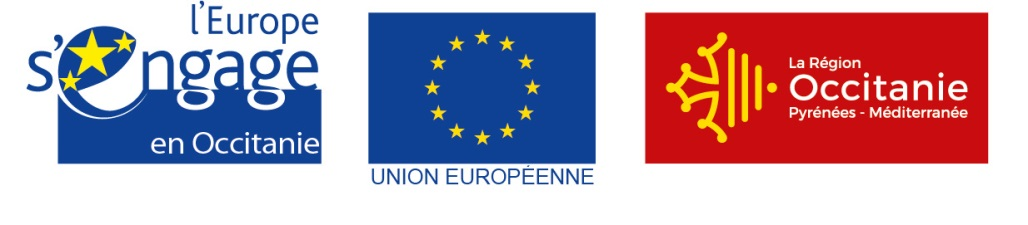 l'Europe
s'engage
en Occitanie
UNION EUROPÉENNE
La Région
Occitanie
Pyrénées - Méditerranée